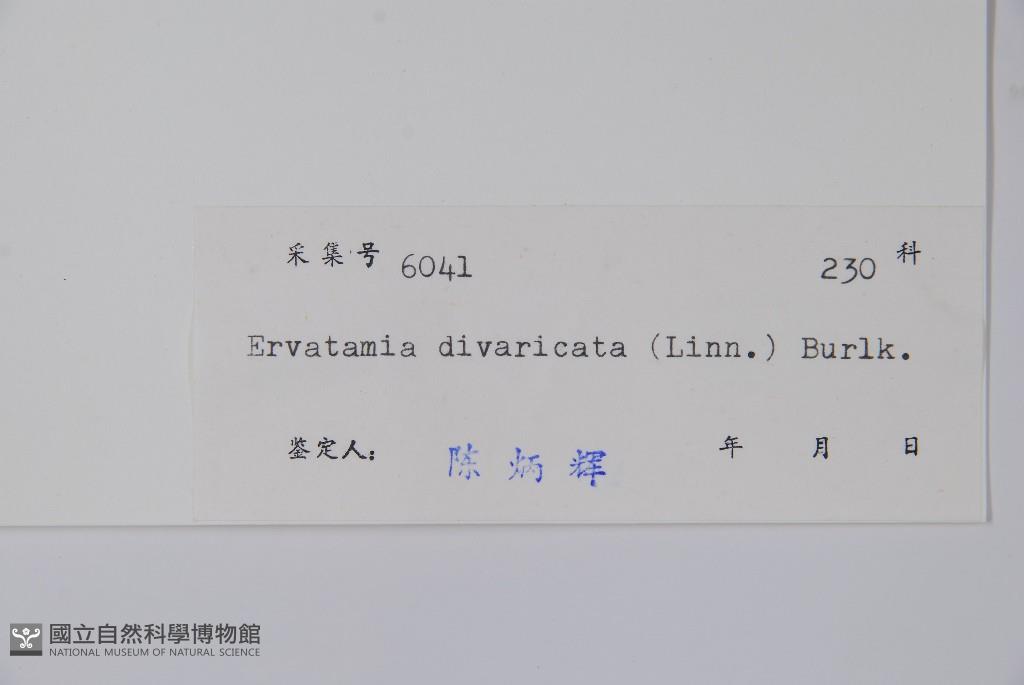 采集号 6041 230 科
Ervatamia divaricata (Linn.) Burlk.
鉴定人： 陈炳辉 年 月 日
國立自然科學博物館
NATIONAL MUSEUM OF NATURAL SCIENCE